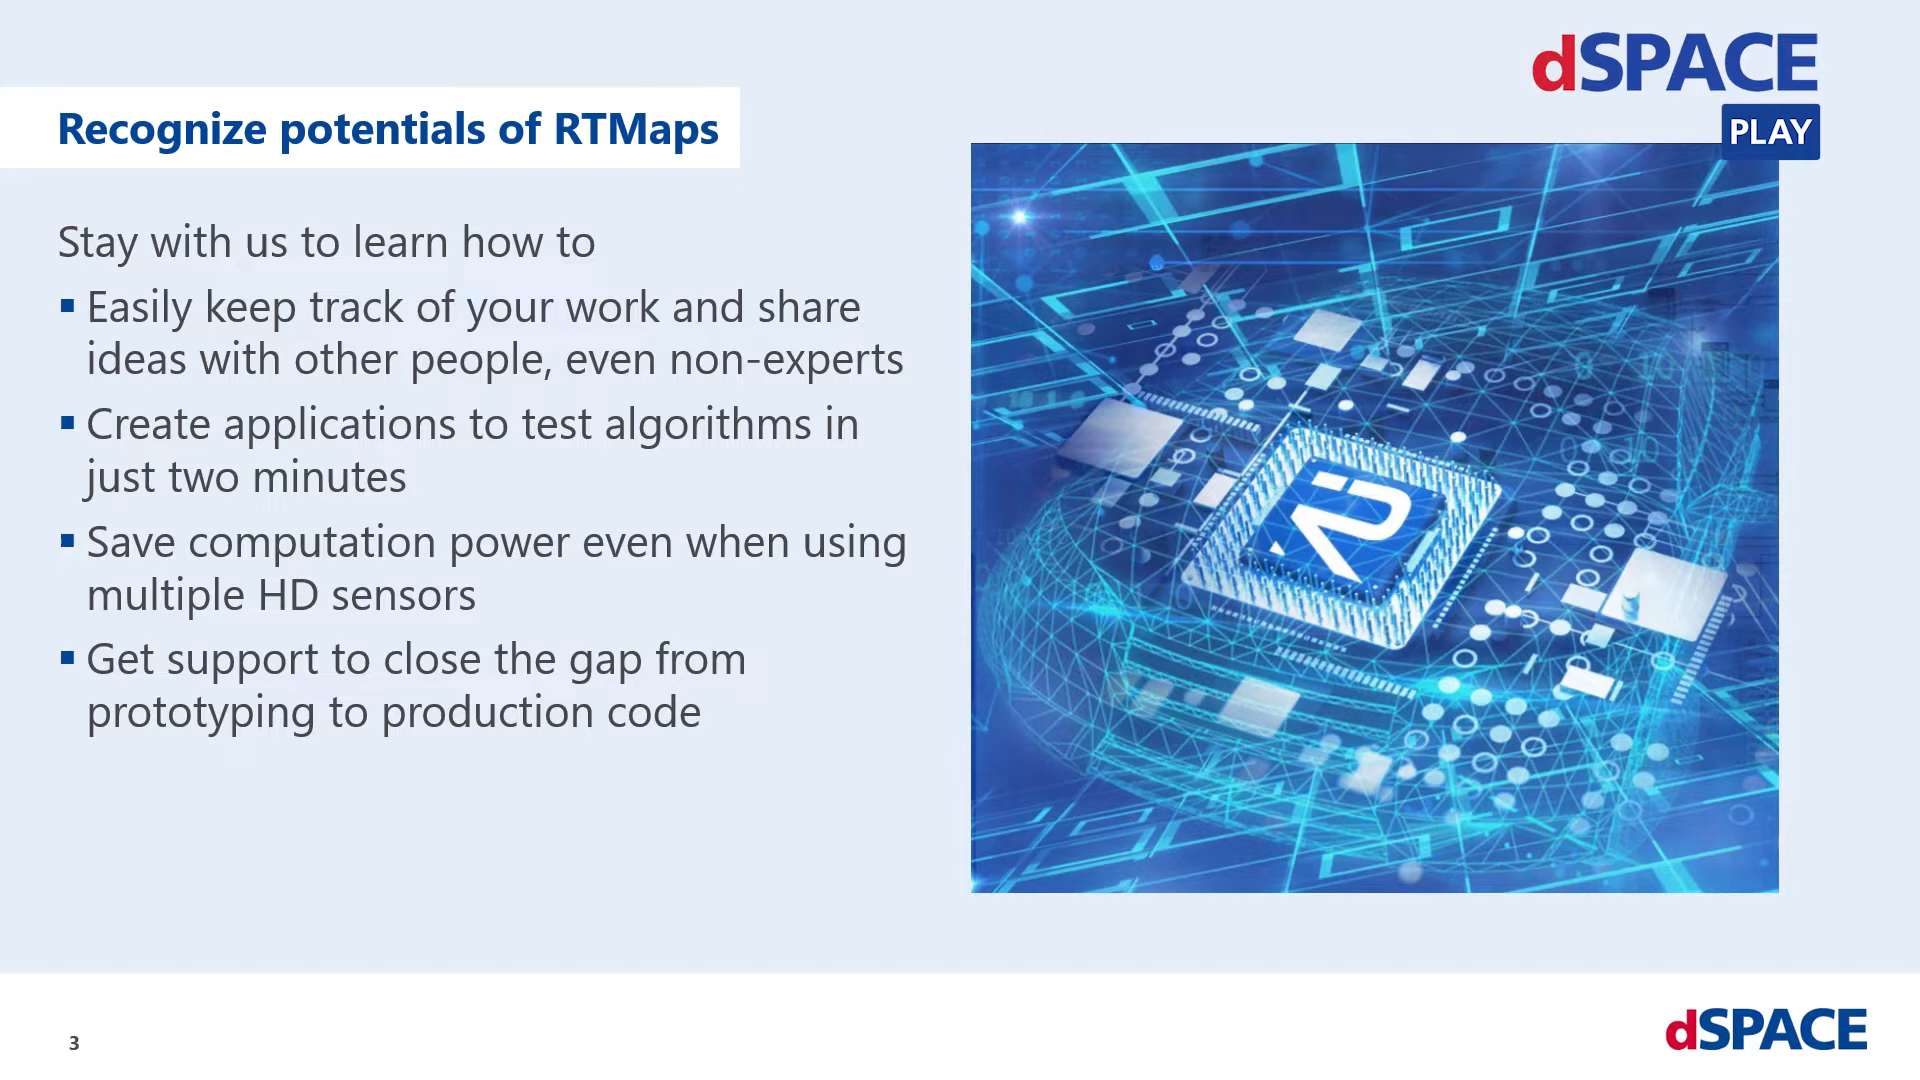 dSPACE
PLAY
Recognize potentials of RTMaps
Stay with us to learn how to
▪ Easily keep track of your work and share
ideas with other people, even non-experts
▪ Create applications to test algorithms in
just two minutes
▪ Save computation power even when using
multiple HD sensors
▪ Get support to close the gap from
prototyping to production code
3
dSPACE